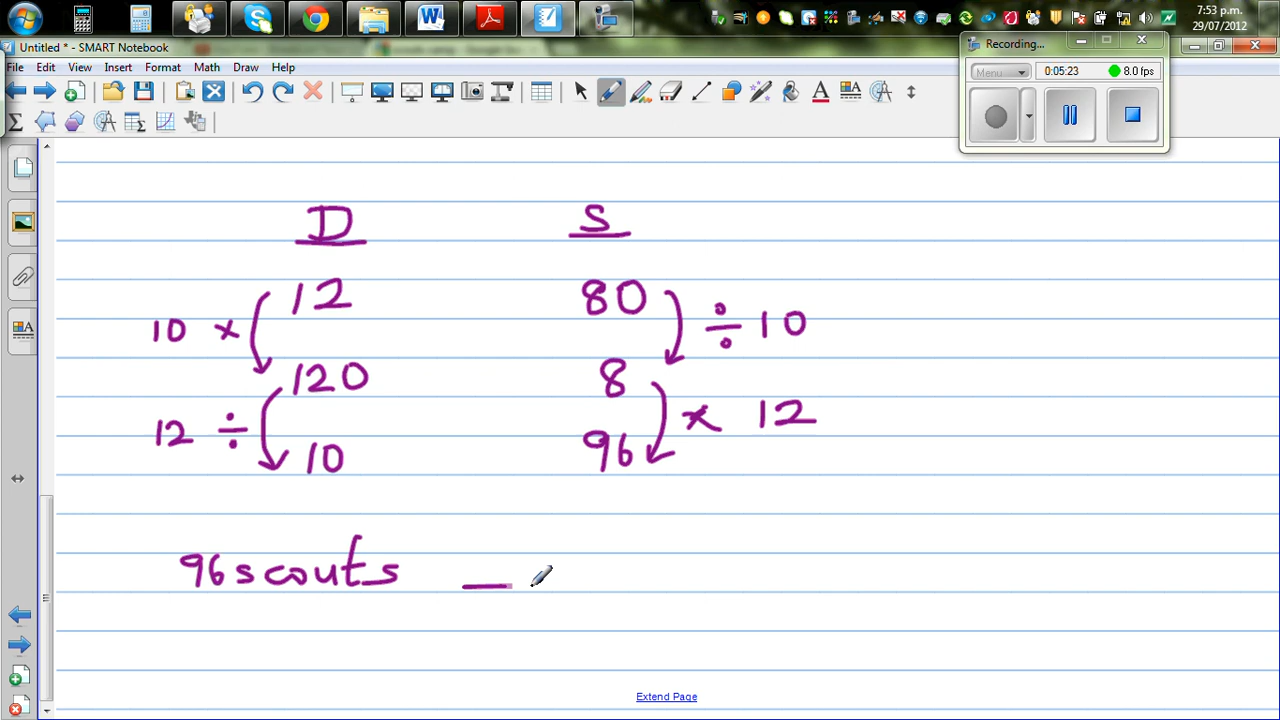 7:53 p.m.
29/07/2012
Untitled * - SMART Notebook
Recording...
File Edit View Insert Format Math Draw Help
Menu 0:05:23 8.0 fps
D S
12 80
10 × ÷ 10
120 8
12 ÷ × 12
10 96
96 scouts
Extend Page